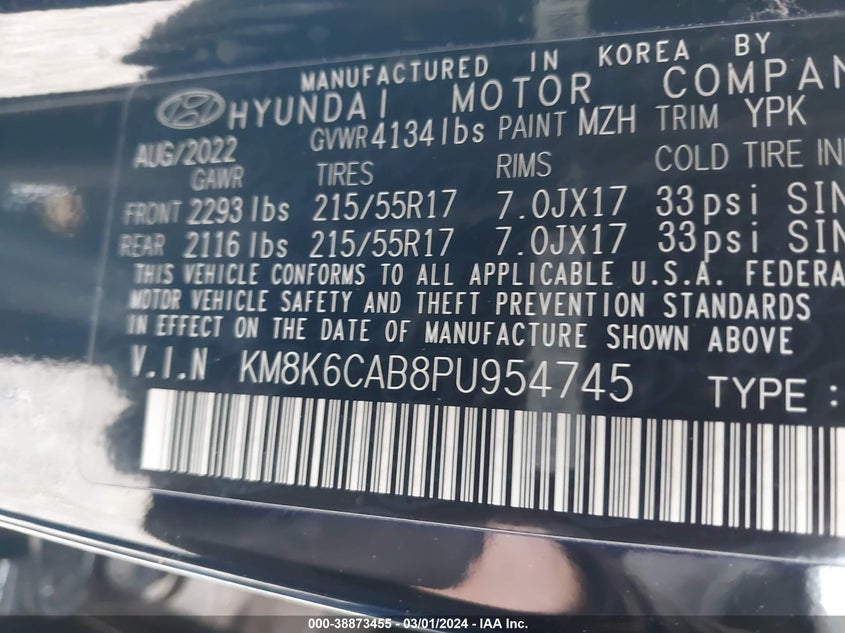 MANUFACTURED IN KOREA BY
HYUNDAI MOTOR COMPAN
AUG/2022 GVWR 4134 lbs PAINT MZH TRIM YPK
GAWR TIRES RIMS COLD TIRE IN
FRONT 2293 lbs 215/55R17 7.0JX17 33psi SIN
REAR 2116 lbs 215/55R17 7.0JX17 33psi SIN
THIS VEHICLE CONFORMS TO ALL APPLICABLE U.S.A. FEDERA
MOTOR VEHICLE SAFETY AND THEFT PREVENTION STANDARDS
IN EFFECT ON THE DATE OF MANUFACTURE SHOWN ABOVE
V.I.N KM8K6CAB8PU954745 TYPE :
000-38873455 - 03/01/2024 - IAA Inc.